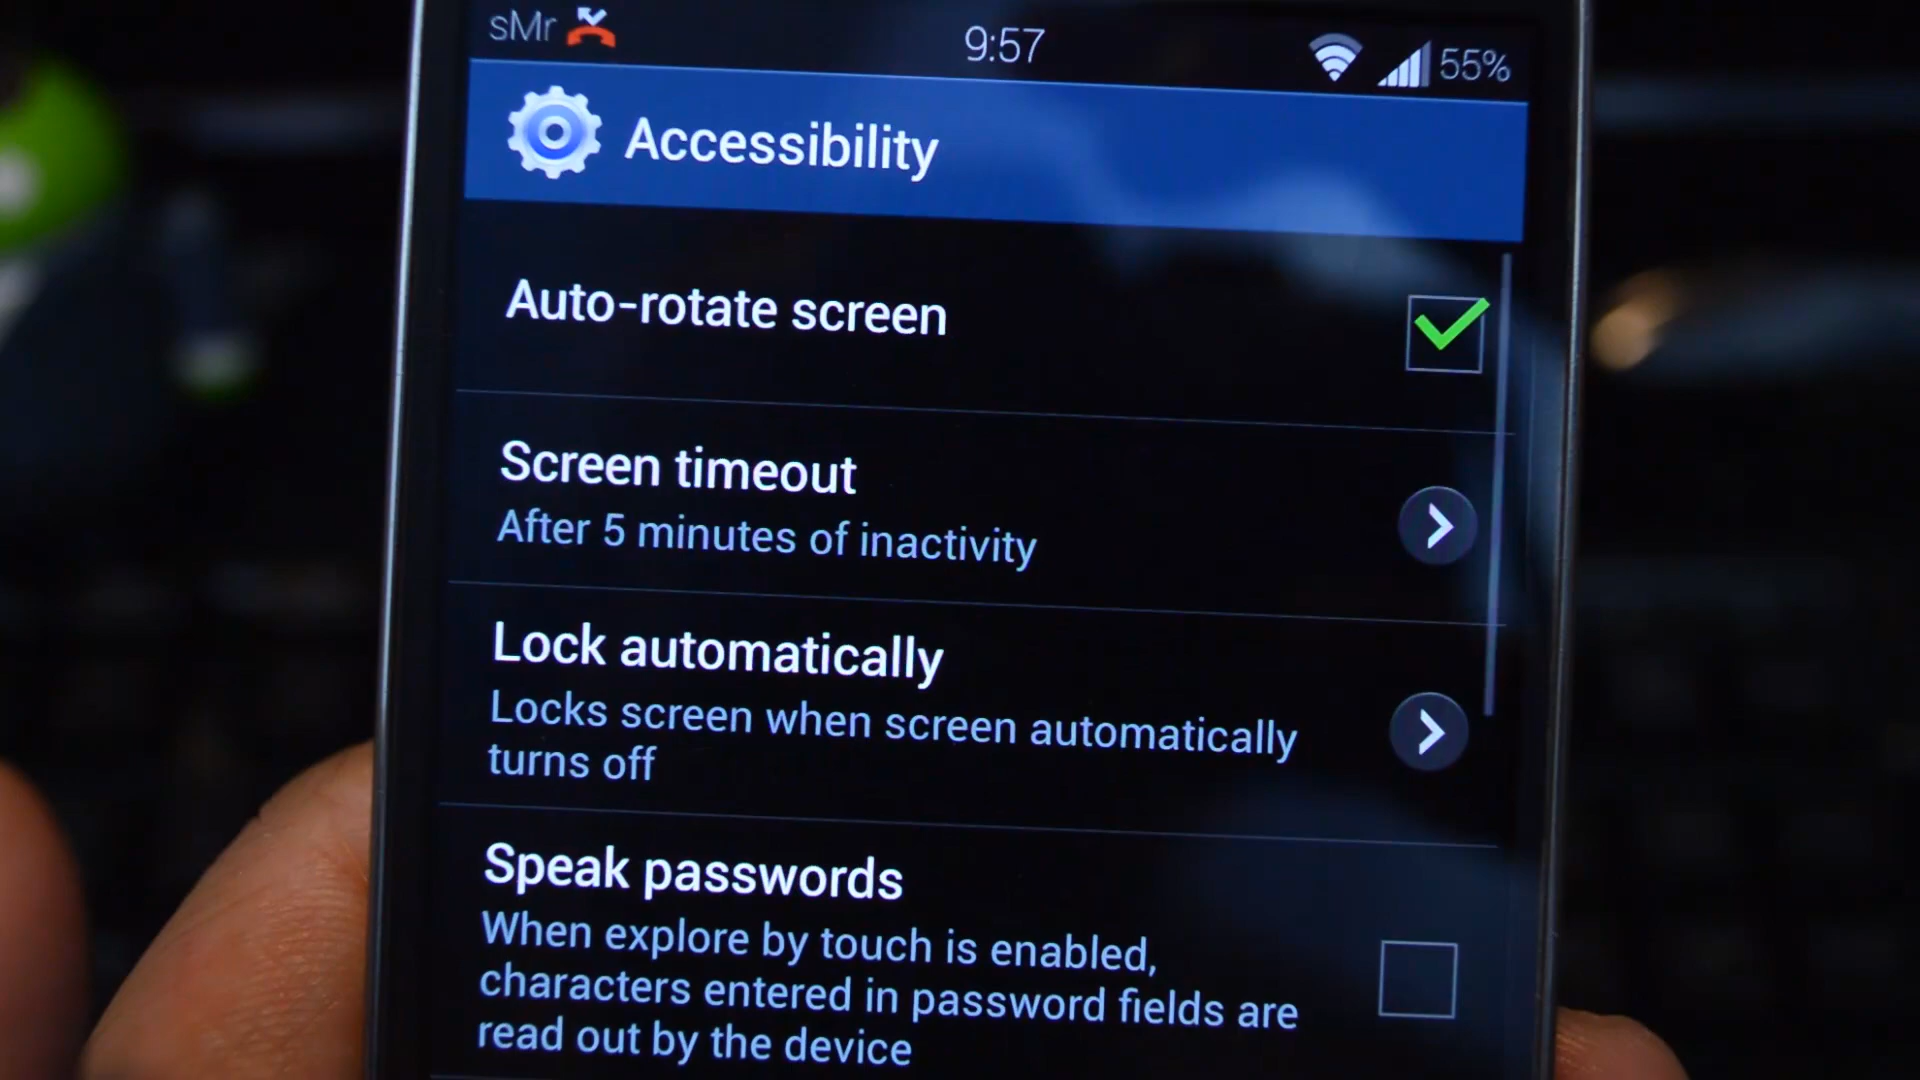 sMr 9:57 55%
Accessibility
Auto-rotate screen
Screen timeout
After 5 minutes of inactivity
Lock automatically
Locks screen when screen automatically
turns off
Speak passwords
When explore by touch is enabled,
characters entered in password fields are
read out by the device